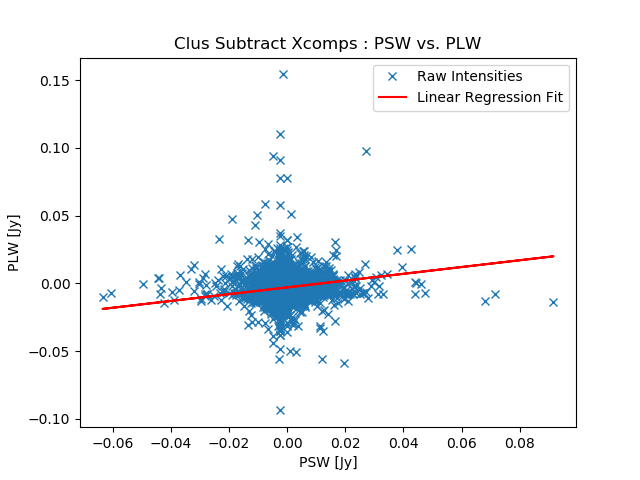 Clus Subtract Xcomps : PSW vs. PLW
Raw Intensities
Linear Regression Fit
PLW [Jy]
0.15
0.10
0.05
0.00
−0.05
−0.10
−0.06 −0.04 −0.02 0.00 0.02 0.04 0.06 0.08
PSW [Jy]